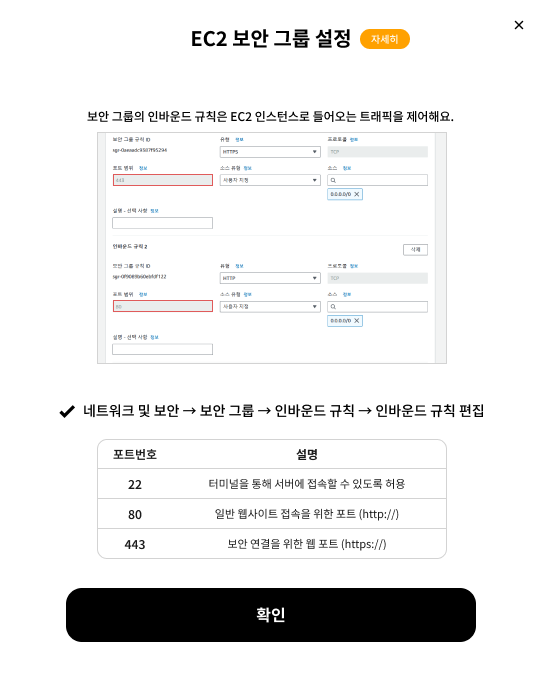 EC2 보안 그룹 설정 자세히 ✕
보안 그룹의 인바운드 규칙은 EC2 인스턴스로 들어오는 트래픽을 제어해요.
보안 그룹 규칙 ID 유형 정보 프로토콜 정보
HTTPS TCP
포트 범위 정보 소스 유형 정보 소스 정보
443 사용자 지정
0.0.0.0/0 ✕
설명 - 선택 사항 정보
인바운드 규칙 2 삭제
보안 그룹 규칙 ID 유형 정보 프로토콜 정보
HTTP TCP
포트 범위 정보 소스 유형 정보 소스 정보
80 사용자 지정
0.0.0.0/0 ✕
설명 - 선택 사항 정보
✔ 네트워크 및 보안 → 보안 그룹 → 인바운드 규칙 → 인바운드 규칙 편집
포트번호 설명
22 터미널을 통해 서버에 접속할 수 있도록 허용
80 일반 웹사이트 접속을 위한 포트 (http://)
443 보안 연결을 위한 웹 포트 (https://)
확인